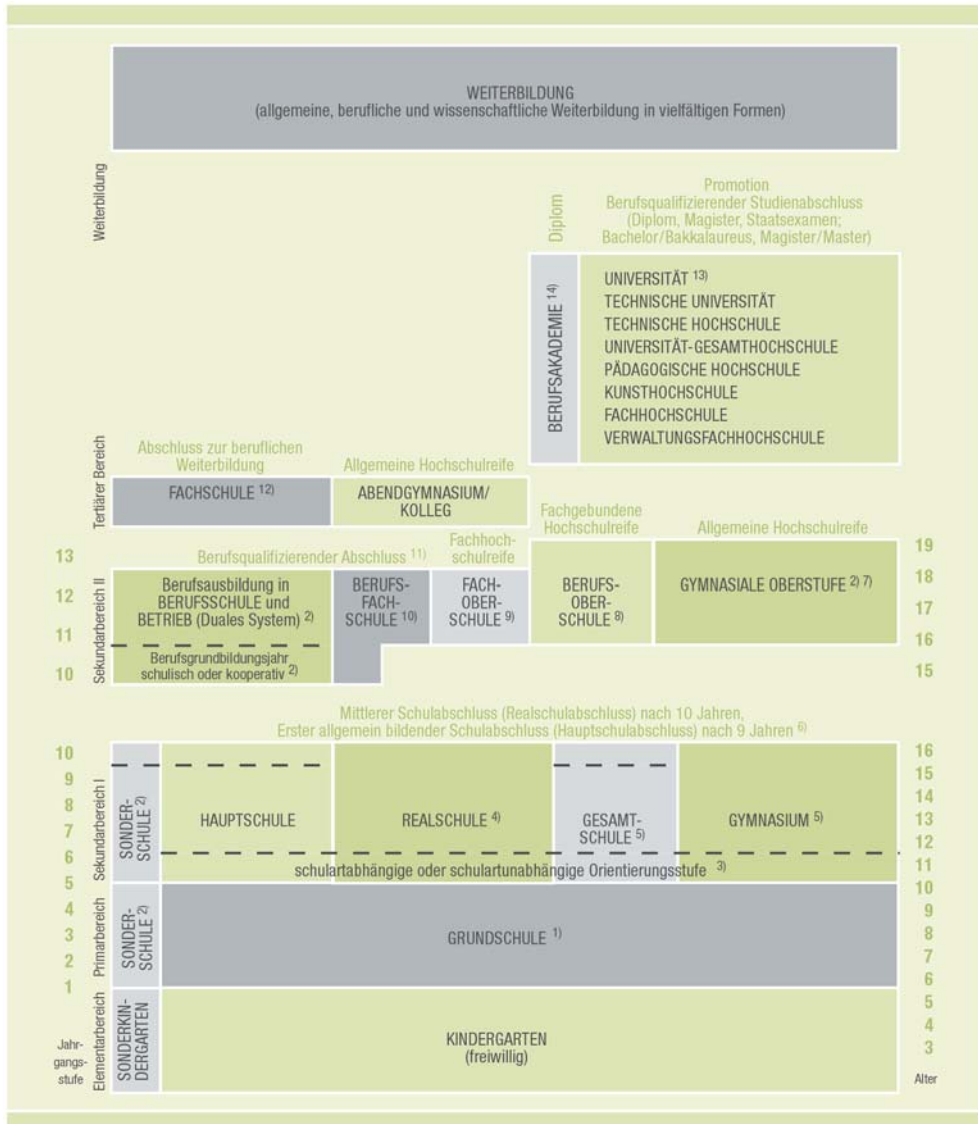 WEITERBILDUNG
(allgemeine, berufliche und wissenschaftliche Weiterbildung in vielfältigen Formen)
Weiterbildung
Diplom
Promotion
Berufsqualifizierender Studienabschluss
(Diplom, Magister, Staatsexamen;
Bachelor/Bakkalaureus, Magister/Master)
BERUFSAKADEMIE 14)
UNIVERSITÄT 13)
TECHNISCHE UNIVERSITÄT
TECHNISCHE HOCHSCHULE
UNIVERSITÄT-GESAMTHOCHSCHULE
PÄDAGOGISCHE HOCHSCHULE
KUNSTHOCHSCHULE
FACHHOCHSCHULE
VERWALTUNGSFACHHOCHSCHULE
Tertiärer Bereich
Abschluss zur beruflichen
Weiterbildung
FACHSCHULE 12)
Allgemeine Hochschulreife
ABENDGYMNASIUM/
KOLLEG
Fachgebundene
Hochschulreife
Allgemeine Hochschulreife
Berufsqualifizierender Abschluss 11)
Fachhoch-
schulreife
13
12
11
10
Sekundarbereich II
Berufsausbildung in
BERUFSSCHULE und
BETRIEB (Duales System) 2)
Berufsgrundbildungsjahr
schulisch oder kooperativ 2)
BERUFS-
FACH-
SCHULE 10)
FACH-
OBER-
SCHULE 9)
BERUFS-
OBER-
SCHULE 8)
GYMNASIALE OBERSTUFE 2) 7)
19
18
17
16
15
Mittlerer Schulabschluss (Realschulabschluss) nach 10 Jahren,
Erster allgemein bildender Schulabschluss (Hauptschulabschluss) nach 9 Jahren 6)
10
9
8
7
6
5
Sekundarbereich I
SONDER-
SCHULE 2)
HAUPTSCHULE
REALSCHULE 4)
GESAMT-
SCHULE 5)
GYMNASIUM 5)
schulartabhängige oder schulartunabhängige Orientierungsstufe 3)
16
15
14
13
12
11
10
4
3
2
1
Primarbereich
SONDER-
SCHULE 2)
GRUNDSCHULE 1)
9
8
7
6
Jahr-
gangs-
stufe
Elementarbereich
SONDERKIN-
DERGARTEN
KINDERGARTEN
(freiwillig)
5
4
3
Alter